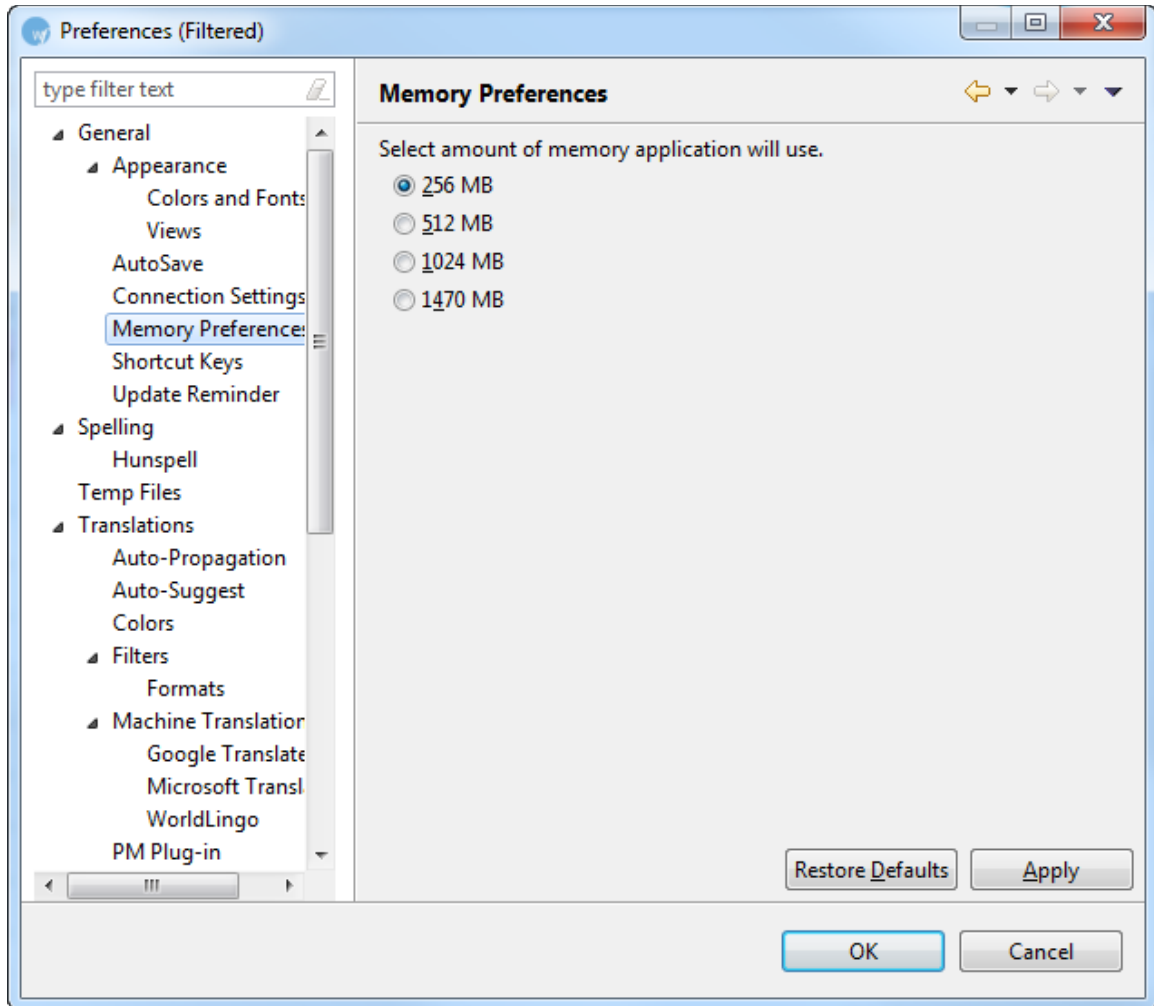 Preferences (Filtered)
type filter text
General
Appearance
Colors and Fonts
Views
AutoSave
Connection Settings
Memory Preferences
Shortcut Keys
Update Reminder
Spelling
Hunspell
Temp Files
Translations
Auto-Propagation
Auto-Suggest
Colors
Filters
Formats
Machine Translation
Google Translate
Microsoft Transl
WorldLingo
PM Plug-in
Memory Preferences
Select amount of memory application will use.
256 MB
512 MB
1024 MB
1470 MB
Restore Defaults
Apply
OK
Cancel